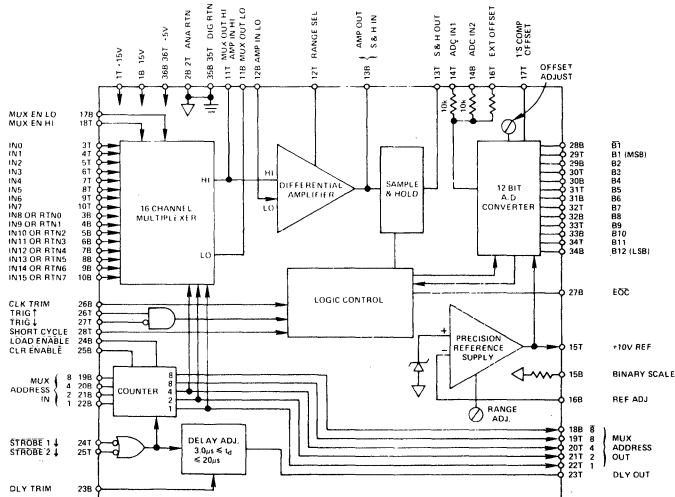 1T -15V
1B -15V
36B 36T +5V
2B 2T ANA RTN
35B 35T DIG RTN
11T MUX OUT HI AMP IN HI
11B MUX OUT LO
12B AMP IN LO
12T RANGE SEL
13B AMP OUT S & H IN
13T S & H OUT
14T ADC IN1
14B ADC IN2
16T EXT OFFSET
17T 1'S COMP OFFSET
ADJUST
10k
10k
MUX EN LO 17B
MUX EN HI 18T
IN0 3T
IN1 4T
IN2 5T
IN3 6T
IN4 7T
IN5 8T
IN6 9T
IN7 10T
IN8 OR RTN0 3B
IN9 OR RTN1 4B
IN10 OR RTN2 5B
IN11 OR RTN3 6B
IN12 OR RTN4 7B
IN13 OR RTN5 8B
IN14 OR RTN6 9B
IN15 OR RTN7 10B
16 CHANNEL
MULTIPLEXER
HI
LO
HI
LO
DIFFERENTIAL
AMPLIFIER
SAMPLE
& HOLD
12 BIT
A-D
CONVERTER
28B B̅1̅
29T B1 (MSB)
29B B2
30T B3
30B B4
31T B5
31B B6
32T B7
32B B8
33T B9
33B B10
34T B11
34B B12 (LSB)
CLK TRIM 26B
TRIG↑ 26T
TRIG↓ 27T
SHORT CYCLE 28T
LOAD ENABLE 24B
CLR ENABLE 25B
LOGIC CONTROL
27B E̅O̅C̅
+
-
PRECISION
REFERENCE
SUPPLY
15T +10V REF
15B BINARY SCALE
16B REF ADJ
RANGE
ADJ.
MUX ADDRESS IN
8 19B
4 20B
2 21B
1 22B
COUNTER
8
8
4
2
1
18B 8̅
19T 8
20T 4
21T 2
22T 1
MUX ADDRESS OUT
S̅T̅R̅O̅B̅E̅ 1↓ 24T
S̅T̅R̅O̅B̅E̅ 2↓ 25T
DELAY ADJ.
3.0µs ≤ td
≤ 20µs
23T DLY OUT
DLY TRIM 23B